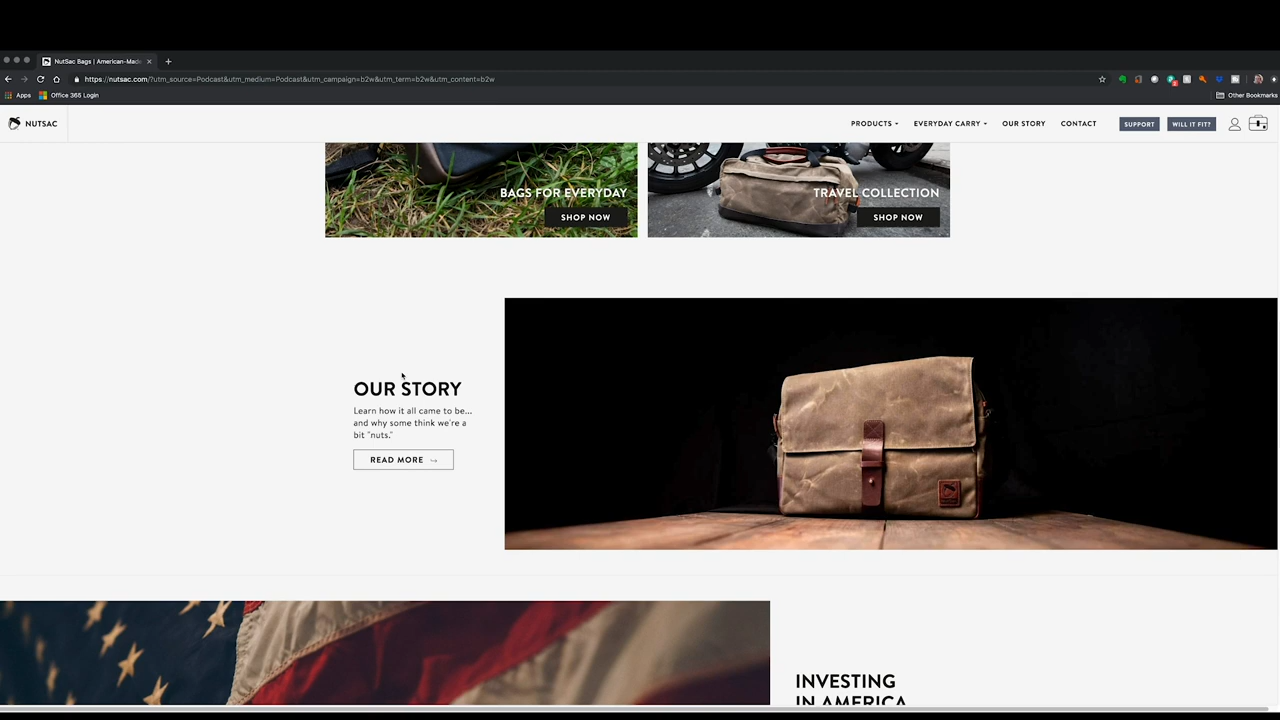 NutSac Bags | American-Made
https://nutsac.com/?utm_source=Podcast&utm_medium=Podcast&utm_campaign=b2w&utm_term=b2w&utm_content=b2w
Apps Office 365 Login Other Bookmarks
NUTSAC PRODUCTS EVERYDAY CARRY OUR STORY CONTACT SUPPORT WILL IT FIT?
BAGS FOR EVERYDAY
SHOP NOW
TRAVEL COLLECTION
SHOP NOW
OUR STORY
Learn how it all came to be...
and why some think we're a
bit "nuts."
READ MORE →
INVESTING
IN AMERICA